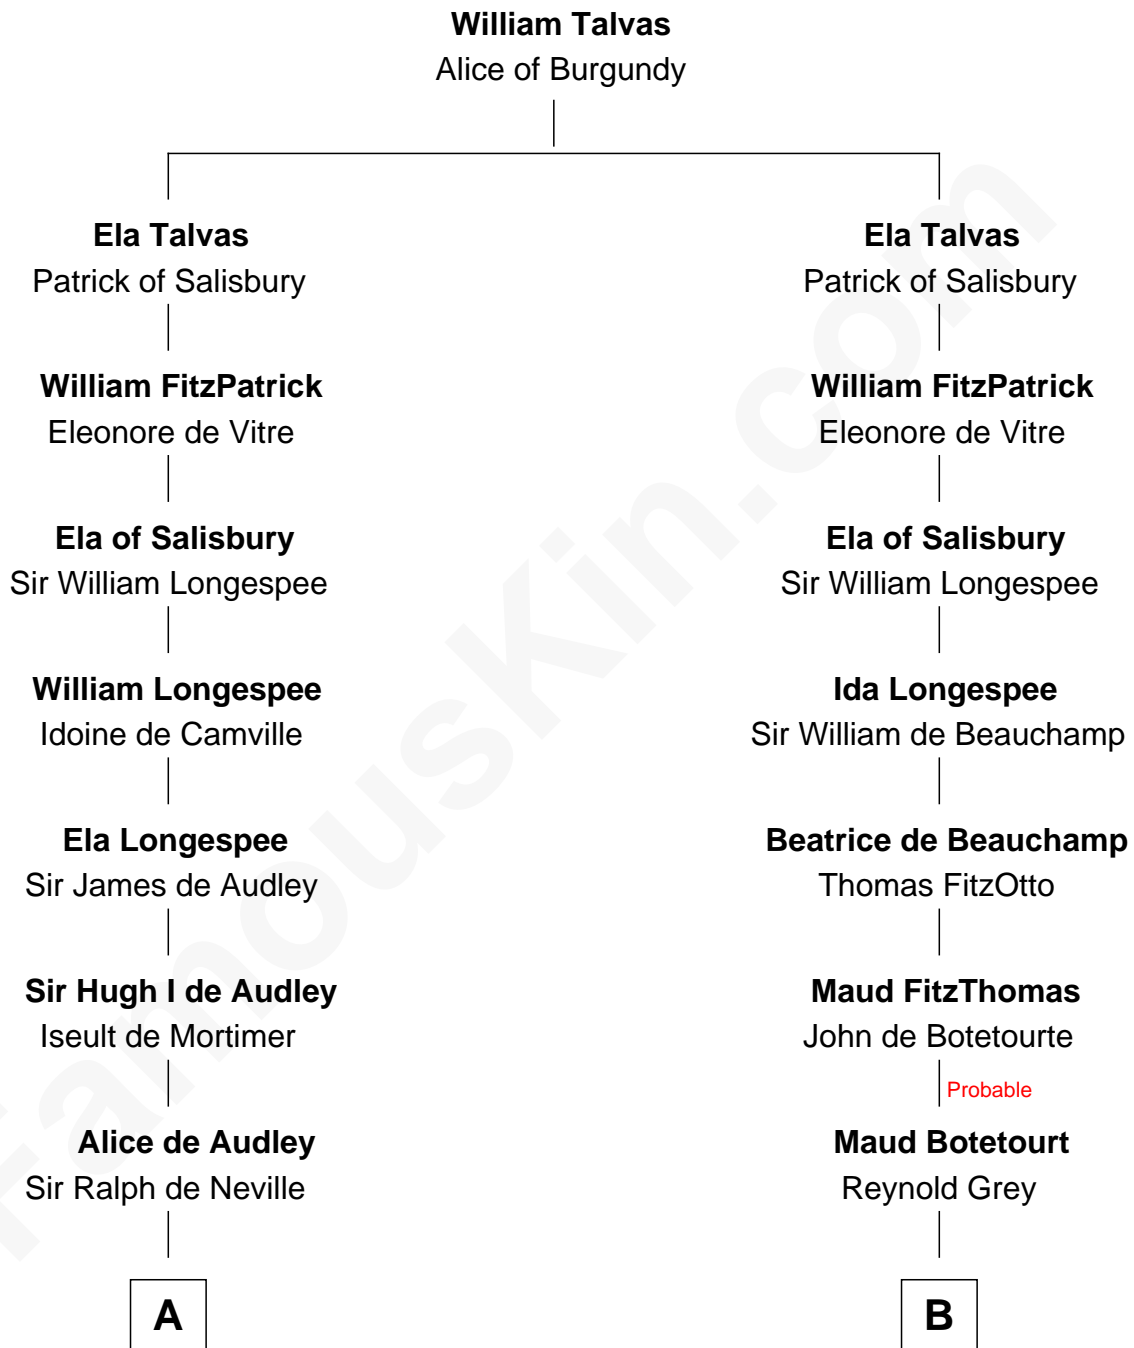 William Talvas
Alice of Burgundy
Ela Talvas
Patrick of Salisbury
William FitzPatrick
Eleonore de Vitre
Ela of Salisbury
Sir William Longespee
William Longespee
Idoine de Camville
Ela Longespee
Sir James de Audley
Sir Hugh I de Audley
Iseult de Mortimer
Alice de Audley
Sir Ralph de Neville
A
Ela Talvas
Patrick of Salisbury
William FitzPatrick
Eleonore de Vitre
Ela of Salisbury
Sir William Longespee
Ida Longespee
Sir William de Beauchamp
Beatrice de Beauchamp
Thomas FitzOtto
Maud FitzThomas
John de Botetourte
Probable
Maud Botetourt
Reynold Grey
B
FamousKin.com